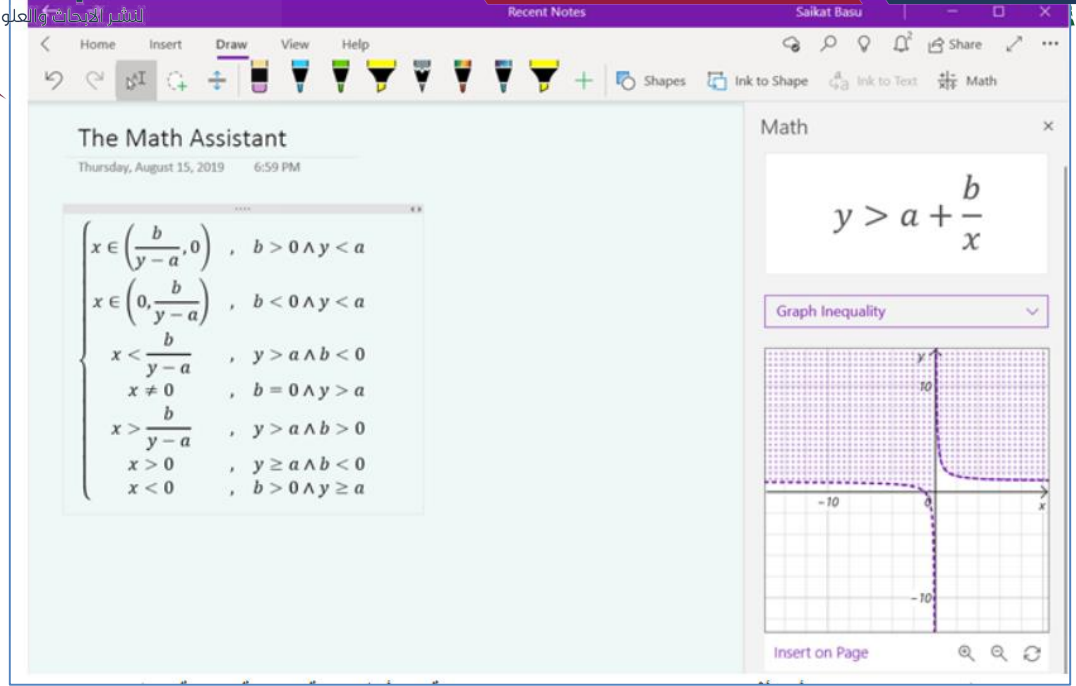 Recent Notes Saikat Basu
لنشر الأبحاث والعلو
Home Insert Draw View Help Share
Shapes Ink to Shape Ink to Text Math
The Math Assistant
Thursday, August 15, 2019 6:59 PM
x ∈ (b/(y − a), 0) , b > 0 ∧ y < a
x ∈ (0, b/(y − a)) , b < 0 ∧ y < a
x < b/(y − a) , y > a ∧ b < 0
x ≠ 0 , b = 0 ∧ y > a
x > b/(y − a) , y > a ∧ b > 0
x > 0 , y ≥ a ∧ b < 0
x < 0 , b > 0 ∧ y ≥ a
Math
y > a + b/x
Graph Inequality
y
10
-10 0 x
-10
Insert on Page